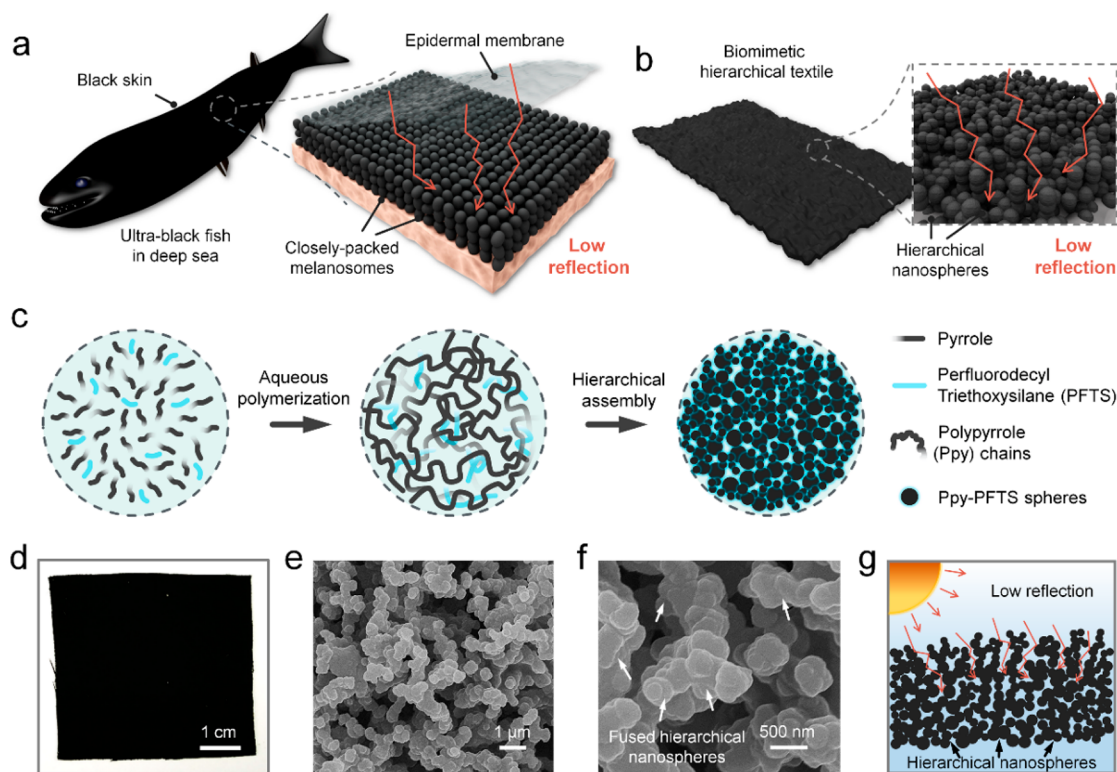 a
Epidermal membrane
Black skin
Ultra-black fish
in deep sea
Closely-packed
melanosomes
Low
reflection
b
Biomimetic
hierarchical textile
Hierarchical
nanospheres
Low
reflection
c
Aqueous
polymerization
Hierarchical
assembly
Pyrrole
Perfluorodecyl
Triethoxysilane (PFTS)
Polypyrrole
(Ppy) chains
Ppy-PFTS spheres
d
1 cm
e
1 μm
f
Fused hierarchical
nanospheres
500 nm
g
Low reflection
Hierarchical nanospheres